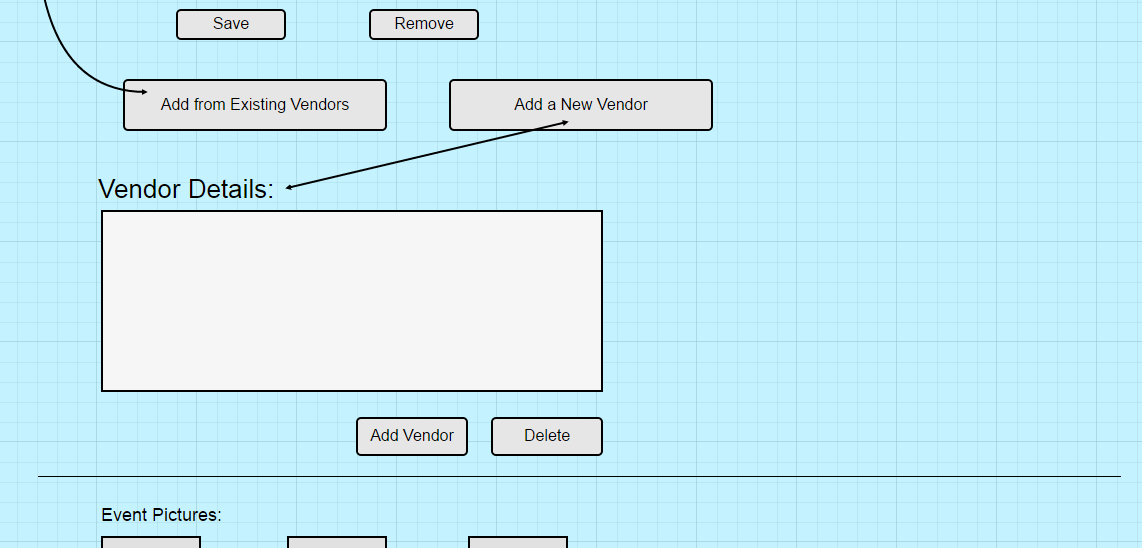 Save
Remove
Add from Existing Vendors
Add a New Vendor
Vendor Details:
Add Vendor
Delete
Event Pictures: